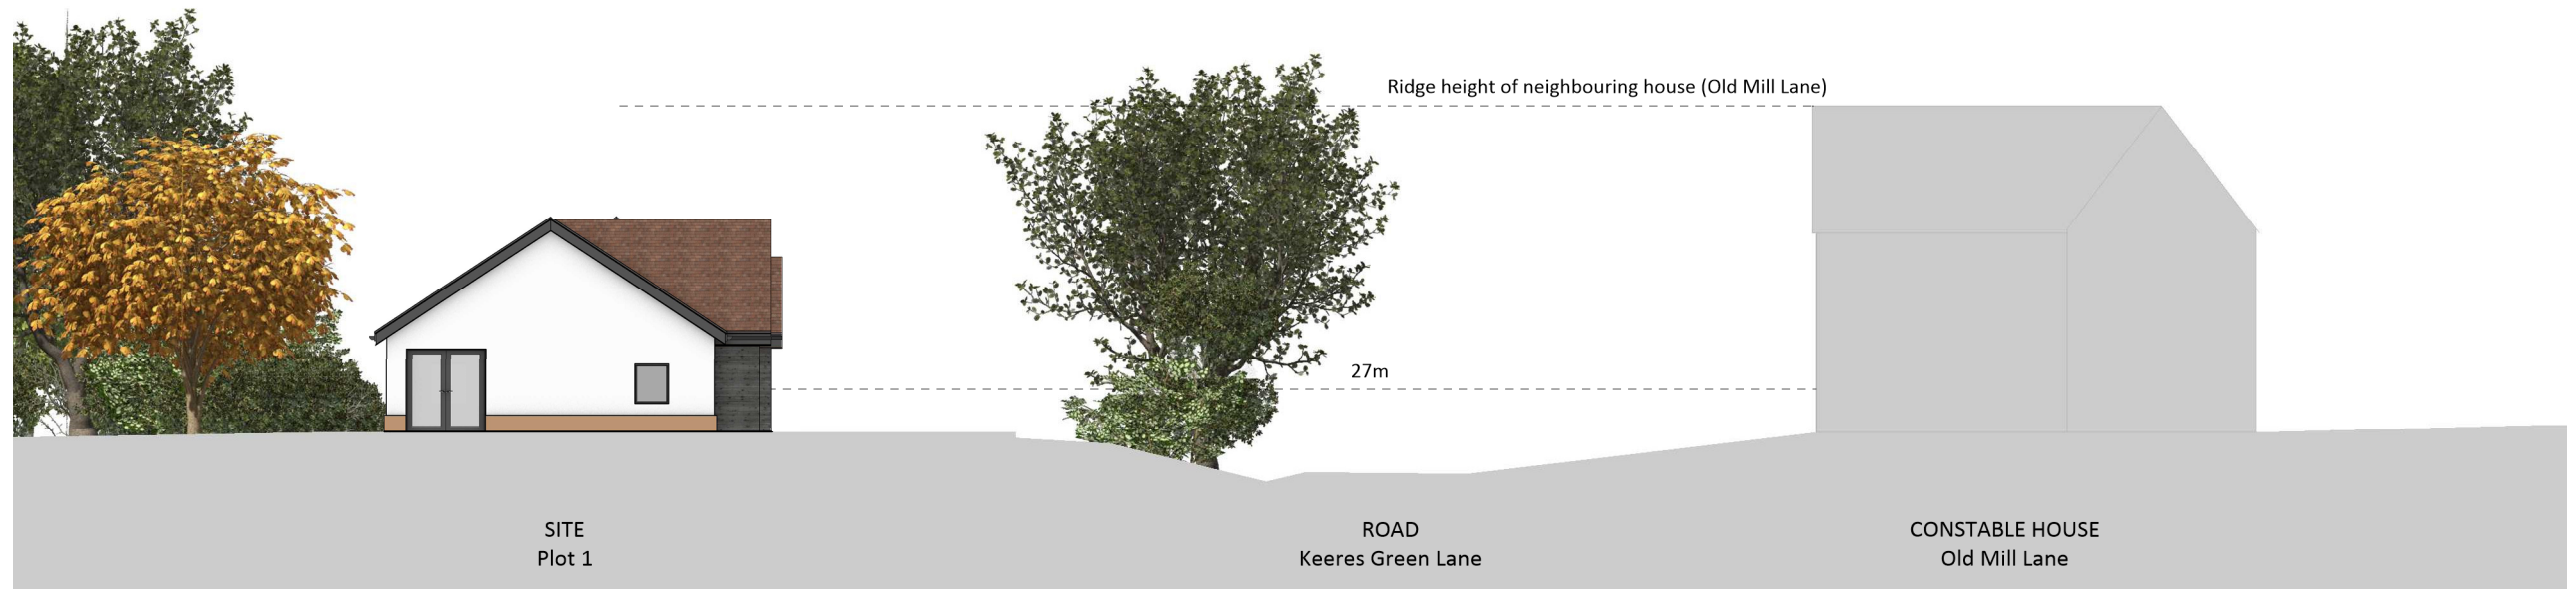 Ridge height of neighbouring house (Old Mill Lane)
27m
SITE
Plot 1
ROAD
Keeres Green Lane
CONSTABLE HOUSE
Old Mill Lane